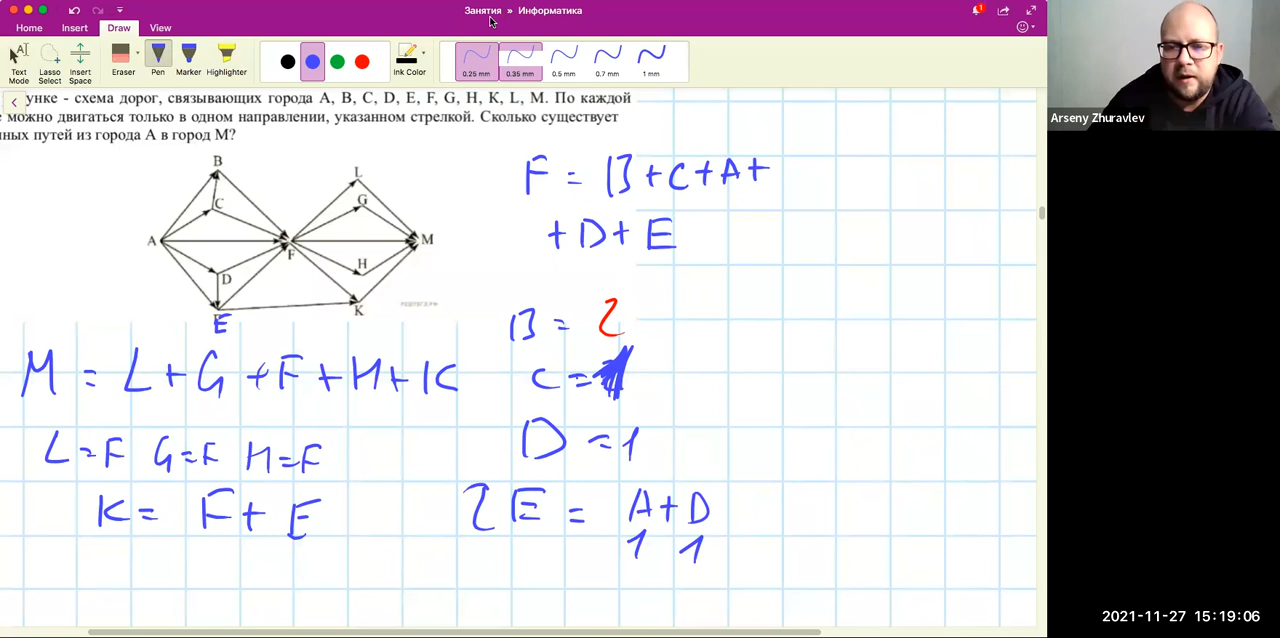 Занятия » Информатика
1
Home Insert Draw View
Text Mode
Lasso Select
Insert Space
Eraser
Pen
Marker
Highlighter
Ink Color
0.25 mm
0.35 mm
0.5 mm
0.7 mm
1 mm
Arseny Zhuravlev
унке - схема дорог, связывающих города A, B, C, D, E, F, G, H, K, L, M. По каждой
можно двигаться только в одном направлении, указанном стрелкой. Сколько существует
ных путей из города A в город M?
B
L
C
G
A
F
M
D
H
K
E
F = B+C+A+
+D+E
B = 2
C =
D = 1
2 E = A+D
1 1
M = L+G+F+H+K
L=F G=F H=F
K = F+E
2021-11-27 15:19:06